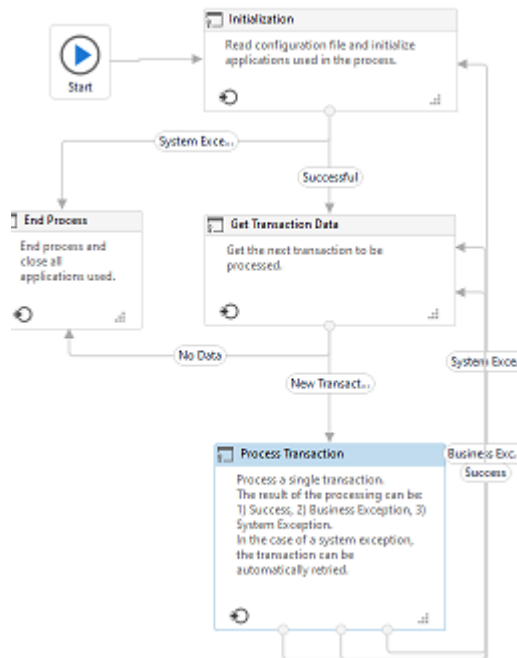 Initialization
Read configuration file and initialize
applications used in the process.
Start
System Exce...
Successful
End Process
End process and
close all
applications used.
Get Transaction Data
Get the next transaction to be
processed.
No Data
New Transact...
System Exce
Process Transaction
Process a single transaction.
The result of the processing can be:
1) Success, 2) Business Exception, 3)
System Exception.
In the case of a system exception,
the transaction can be
automatically retried.
Business Exc.
Success